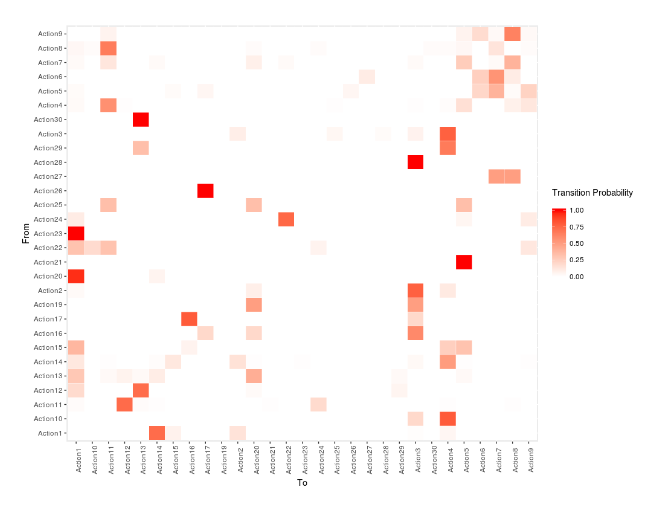 Action9
Action8
Action7
Action6
Action5
Action4
Action30
Action3
Action29
Action28
Action27
Action26
Action25
Action24
Action23
Action22
Action21
Action20
Action2
Action19
Action17
Action16
Action15
Action14
Action13
Action12
Action11
Action10
Action1
From
Action1
Action10
Action11
Action12
Action13
Action14
Action15
Action16
Action17
Action19
Action2
Action20
Action21
Action22
Action23
Action24
Action25
Action26
Action27
Action28
Action29
Action3
Action30
Action4
Action5
Action6
Action7
Action8
Action9
To
Transition Probability
1.00
0.75
0.50
0.25
0.00